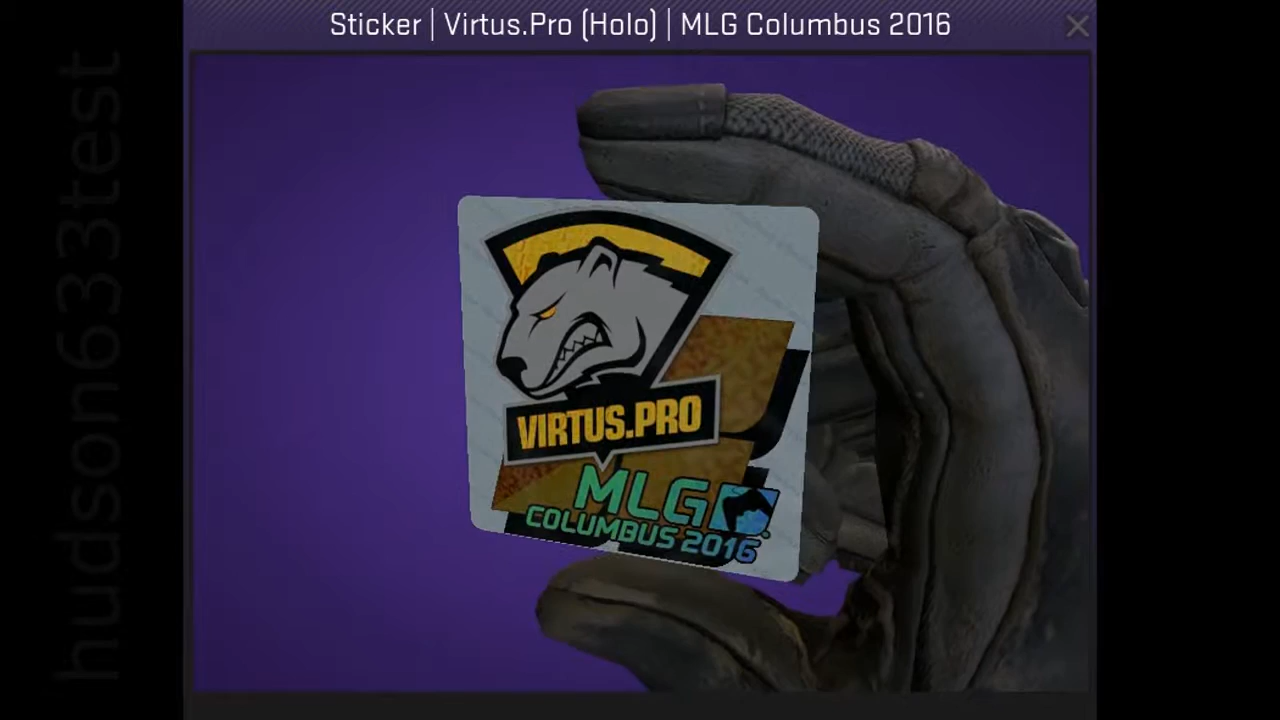 Sticker | Virtus.Pro (Holo) | MLG Columbus 2016
hudson633test
VIRTUS.PRO
MLG
COLUMBUS 2016